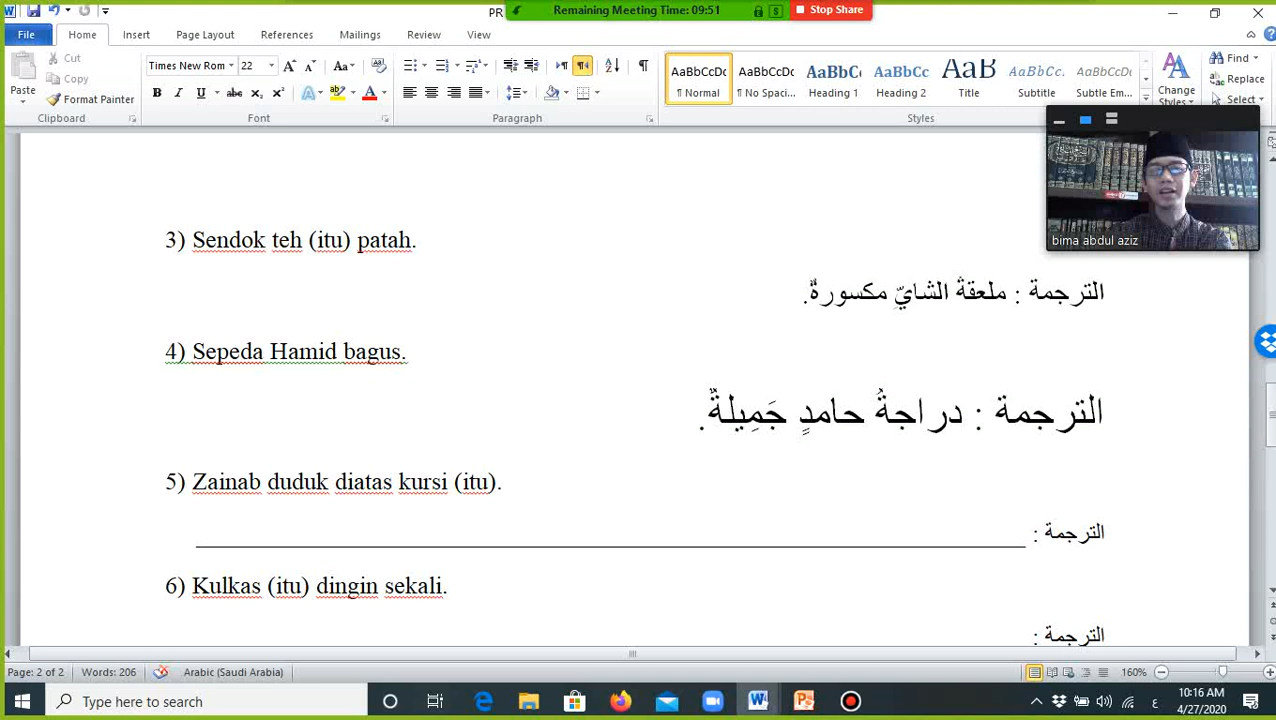 PR
Remaining Meeting Time: 09:51
Stop Share
File Home Insert Page Layout References Mailings Review View
Cut
Copy
Format Painter
Paste
Times New Rom 22
AaBbCcDc AaBbCcDc AaBbC AaBbCc AaB AaBbCc. AaBbCcDc
¶ Normal ¶ No Spaci... Heading 1 Heading 2 Title Subtitle Subtle Em...
Change Styles
Find
Replace
Select
Clipboard Font Paragraph Styles
bima abdul aziz
3) Sendok teh (itu) patah.
الترجمة : ملعقةُ الشايِّ مكسورةٌ.
4) Sepeda Hamid bagus.
الترجمة : دراجةُ حامدٍ جَمِيلةٌ.
5) Zainab duduk diatas kursi (itu).
الترجمة : ______
6) Kulkas (itu) dingin sekali.
الترجمة :
Page: 2 of 2 Words: 206 Arabic (Saudi Arabia) 160%
Type here to search
ع
10:16 AM
4/27/2020